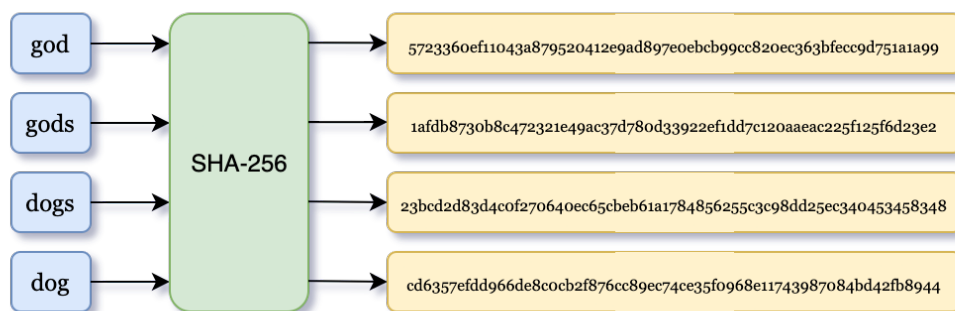 god
5723360ef11043a879520412e9ad897e0ebcb99cc820ec363bfecc9d751a1a99
gods
1afdb8730b8c472321e49ac37d780d33922ef1dd7c120aaeac225f125f6d23e2
SHA-256
dogs
23bcd2d83d4c0f270640ec65cbeb61a1784856255c3c98dd25ec340453458348
dog
cd6357efdd966de8c0cb2f876cc89ec74ce35f0968e11743987084bd42fb8944